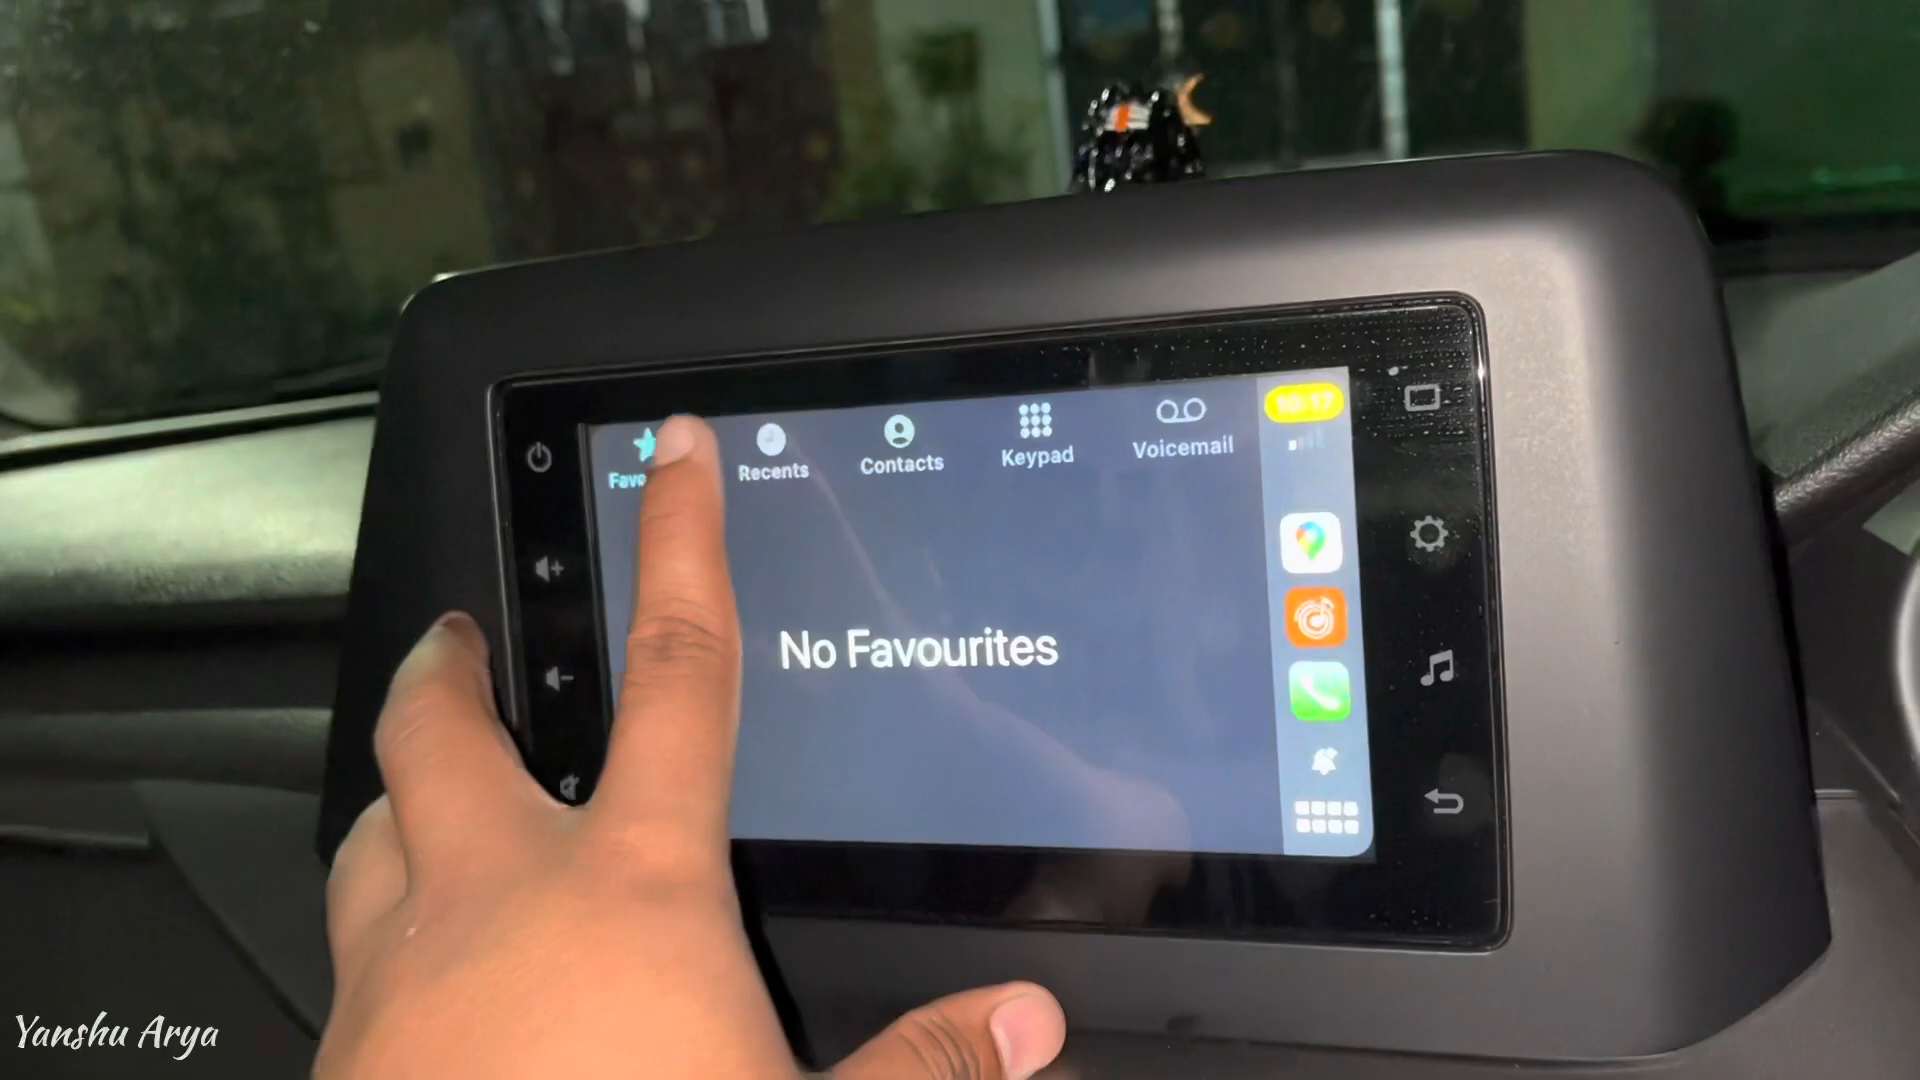 Favo
Recents
Contacts
Keypad
Voicemail
10:17
No Favourites
Yanshu Arya